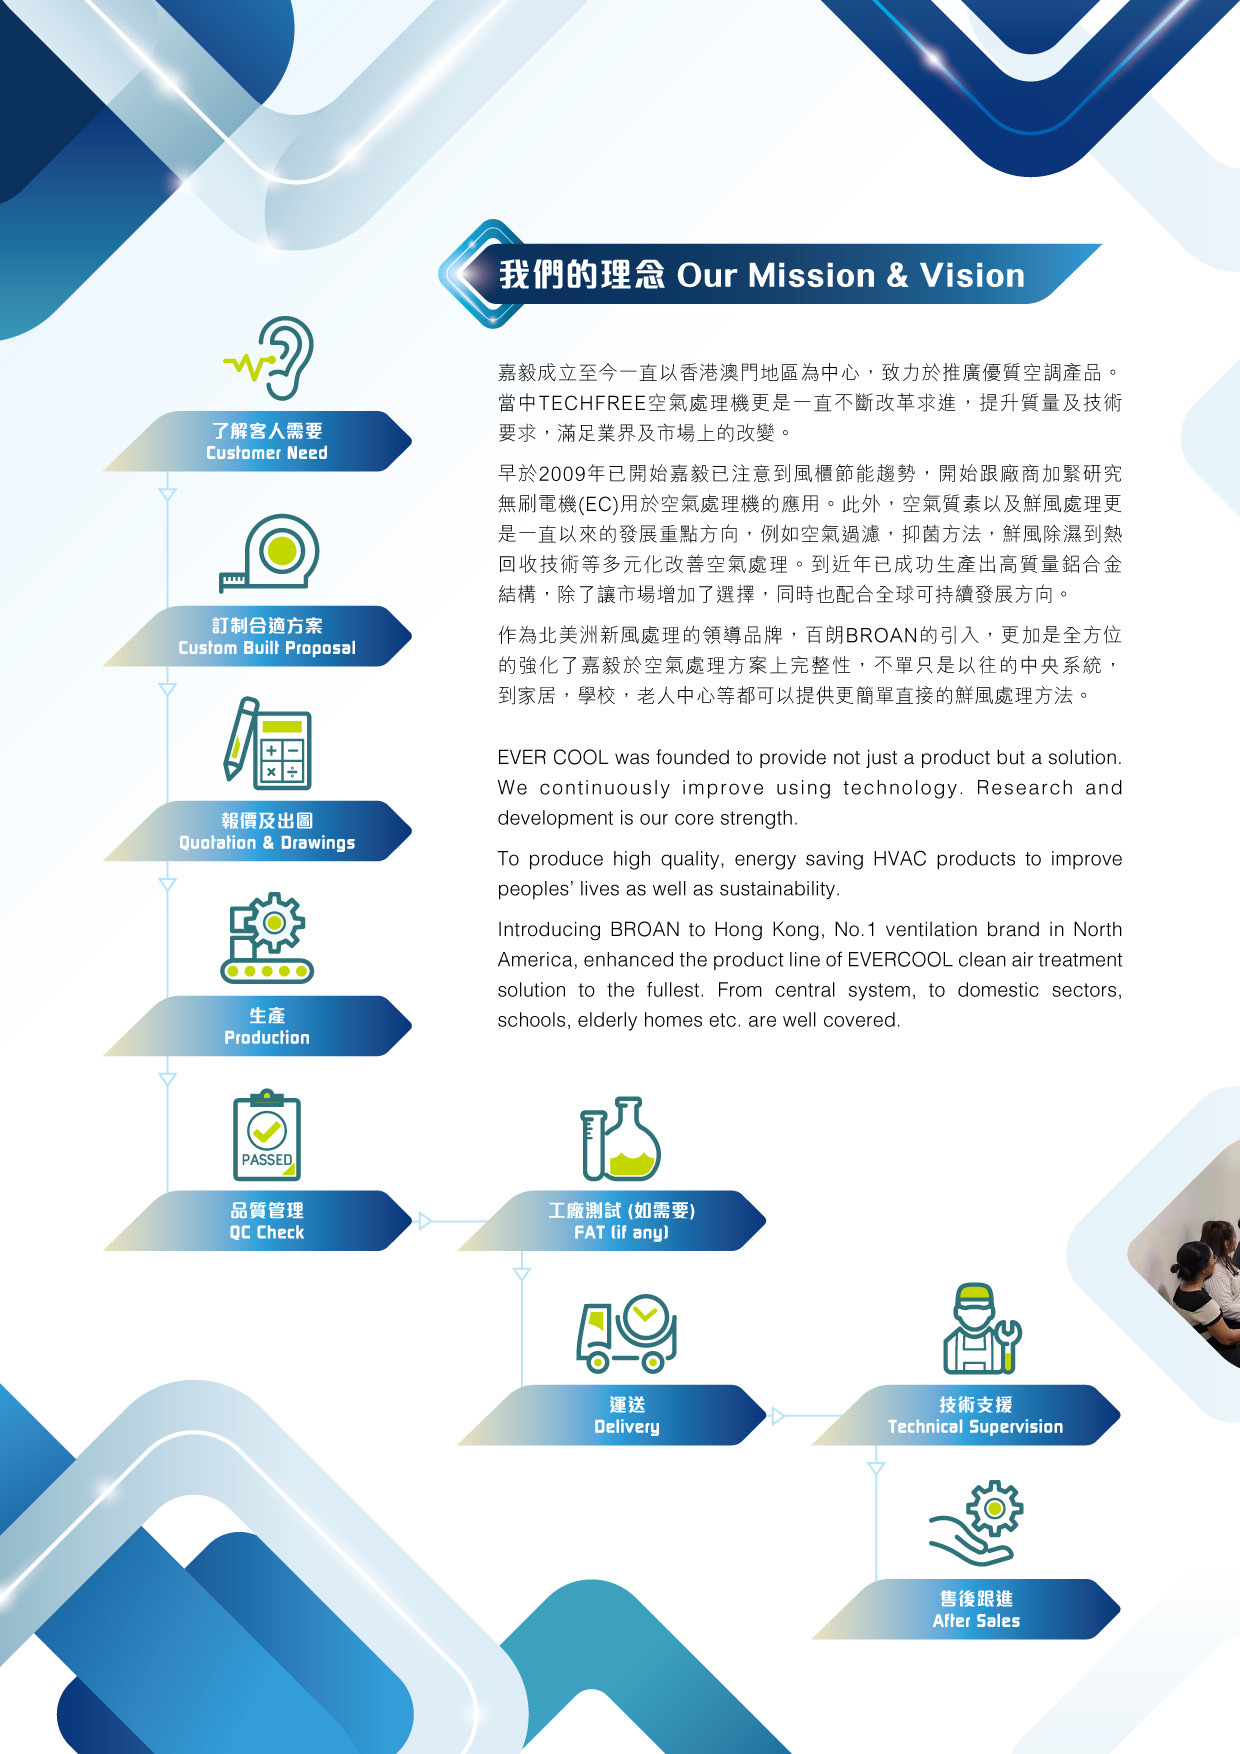 我們的理念 Our Mission & Vision
嘉毅成立至今一直以香港澳門地區為中心，致力於推廣優質空調產品。
當中TECHFREE空氣處理機更是一直不斷改革求進，提升質量及技術
要求，滿足業界及市場上的改變。
早於2009年已開始嘉毅已注意到風櫃節能趨勢，開始跟廠商加緊研究
無刷電機(EC)用於空氣處理機的應用。此外，空氣質素以及鮮風處理更
是一直以來的發展重點方向，例如空氣過濾，抑菌方法，鮮風除濕到熱
回收技術等多元化改善空氣處理。到近年已成功生產出高質量鋁合金
結構，除了讓市場增加了選擇，同時也配合全球可持續發展方向。
作為北美洲新風處理的領導品牌，百朗BROAN的引入，更加是全方位
的強化了嘉毅於空氣處理方案上完整性，不單只是以往的中央系統，
到家居，學校，老人中心等都可以提供更簡單直接的鮮風處理方法。
EVER COOL was founded to provide not just a product but a solution.
We continuously improve using technology. Research and
development is our core strength.
To produce high quality, energy saving HVAC products to improve
peoples’ lives as well as sustainability.
Introducing BROAN to Hong Kong, No.1 ventilation brand in North
America, enhanced the product line of EVERCOOL clean air treatment
solution to the fullest. From central system, to domestic sectors,
schools, elderly homes etc. are well covered.
了解客人需要
Customer Need
訂制合適方案
Custom Built Proposal
報價及出圖
Quotation & Drawings
生產
Production
PASSED
品質管理
QC Check
工廠測試 (如需要)
FAT (if any)
運送
Delivery
技術支援
Technical Supervision
售後跟進
After Sales